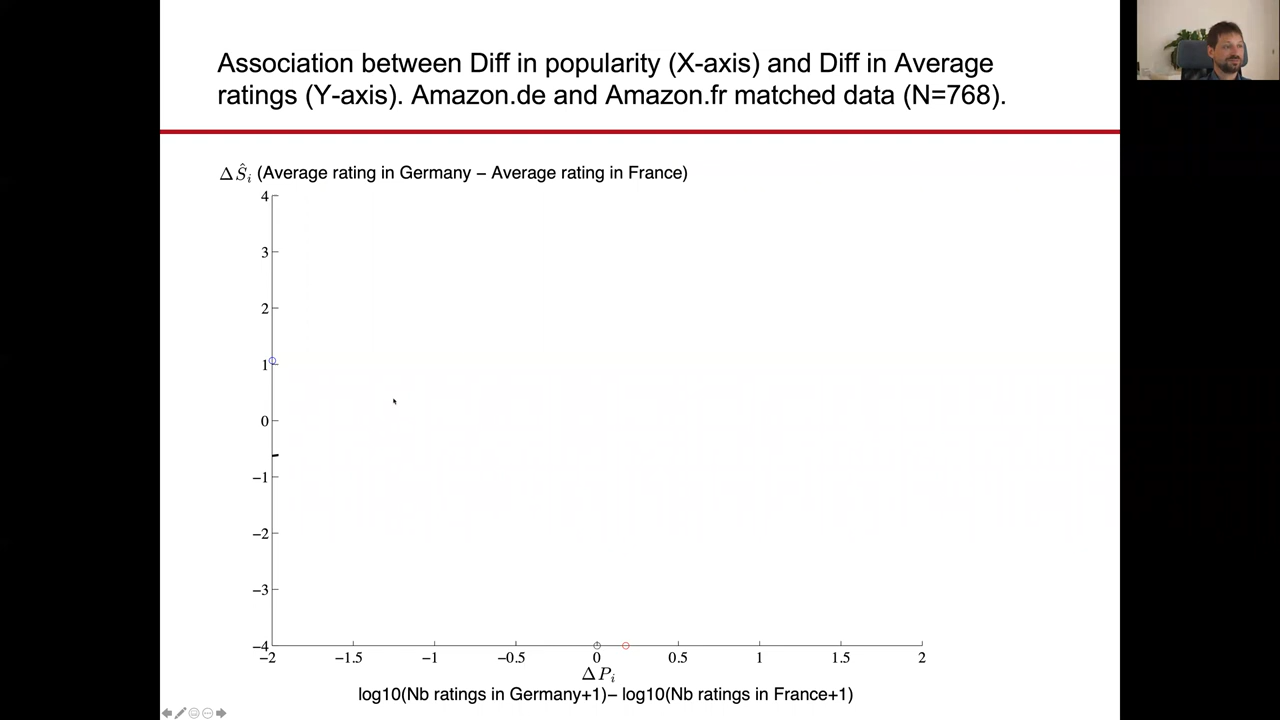 Association between Diff in popularity (X-axis) and Diff in Average
ratings (Y-axis). Amazon.de and Amazon.fr matched data (N=768).
ΔŜᵢ (Average rating in Germany − Average rating in France)
4
3
2
1
0
−1
−2
−3
−4
−2 −1.5 −1 −0.5 0 0.5 1 1.5 2
ΔPᵢ
log10(Nb ratings in Germany+1)− log10(Nb ratings in France+1)